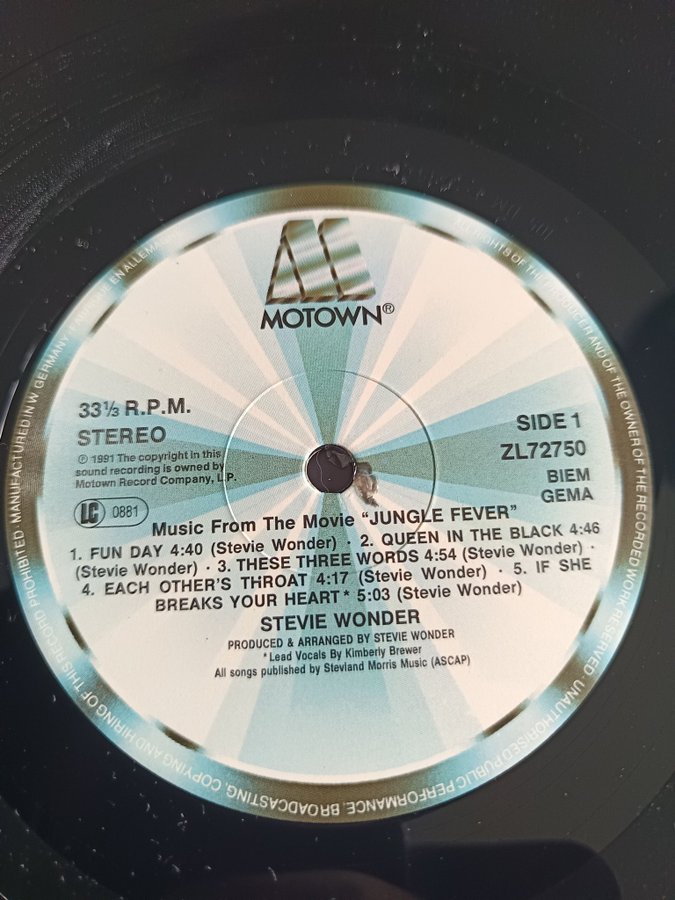 MOTOWN®
33⅓ R.P.M.
STEREO
℗ 1991 The copyright in this
sound recording is owned by
Motown Record Company, L.P.
LC 0881
SIDE 1
ZL72750
BIEM
GEMA
Music From The Movie "JUNGLE FEVER"
1. FUN DAY 4:40 (Stevie Wonder) · 2. QUEEN IN THE BLACK 4:46
(Stevie Wonder) · 3. THESE THREE WORDS 4:54 (Stevie Wonder) ·
4. EACH OTHER'S THROAT 4:17 (Stevie Wonder) · 5. IF SHE
BREAKS YOUR HEART* 5:03 (Stevie Wonder)
STEVIE WONDER
PRODUCED & ARRANGED BY STEVIE WONDER
*Lead Vocals By Kimberly Brewer
All songs published by Stevland Morris Music (ASCAP)
OF THE PRODUCER AND OF THE OWNER OF THE RECORDED WORK RESERVED · UNAUTHORISED PUBLIC PERFORMANCE, BROADCASTING, COPYING AND HIRING OF THIS RECORD PROHIBITED · MANUFACTURED IN W. GERMANY · EN ALLEMAGNE